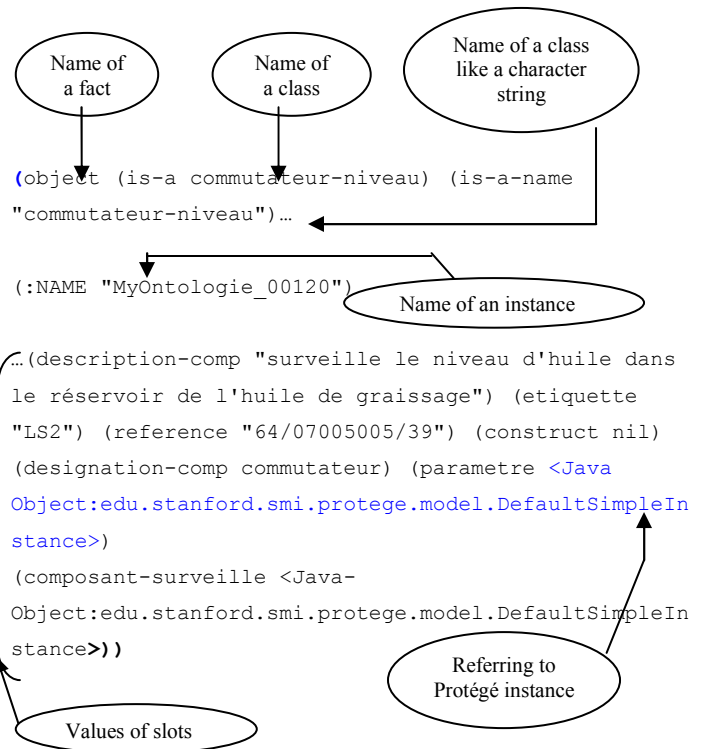 Name of
a fact
Name of
a class
Name of a class
like a character
string
(object (is-a commutateur-niveau) (is-a-name
"commutateur-niveau")…
(:NAME "MyOntologie_00120")
Name of an instance
…(description-comp "surveille le niveau d'huile dans
le réservoir de l'huile de graissage") (etiquette
"LS2") (reference "64/07005005/39") (construct nil)
(designation-comp commutateur) (parametre <Java
Object:edu.stanford.smi.protege.model.DefaultSimpleIn
stance>)
(composant-surveille <Java-
Object:edu.stanford.smi.protege.model.DefaultSimpleIn
stance>))
Referring to
Protégé instance
Values of slots